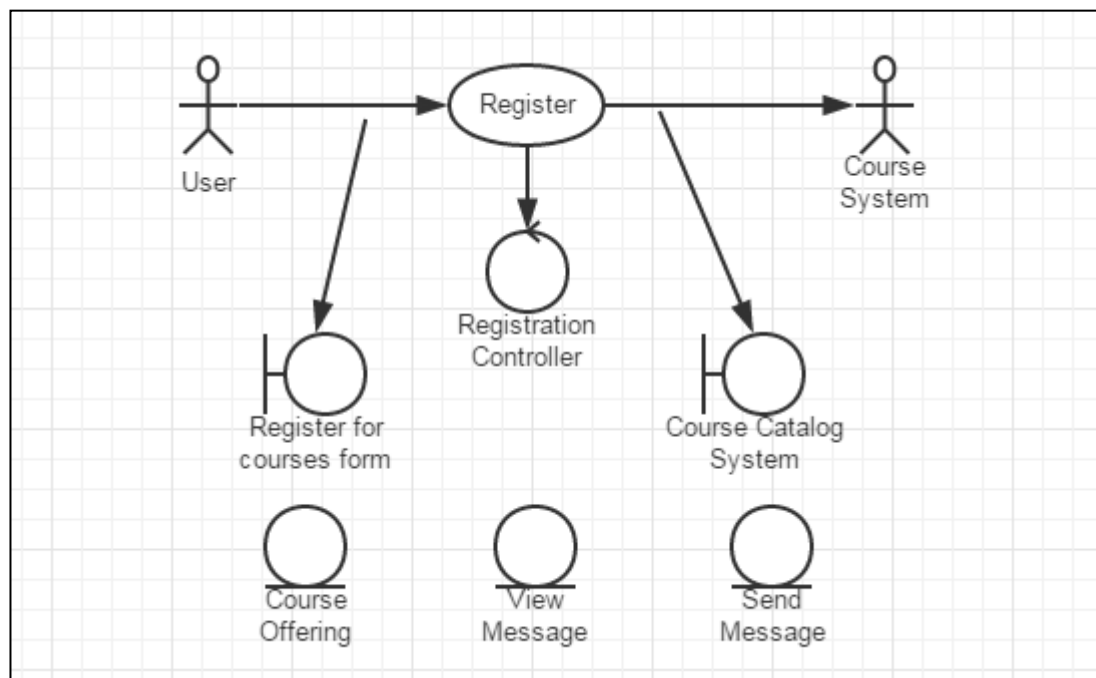 Register
User
Course
System
Registration
Controller
Register for
courses form
Course Catalog
System
Course
Offering
View
Message
Send
Message